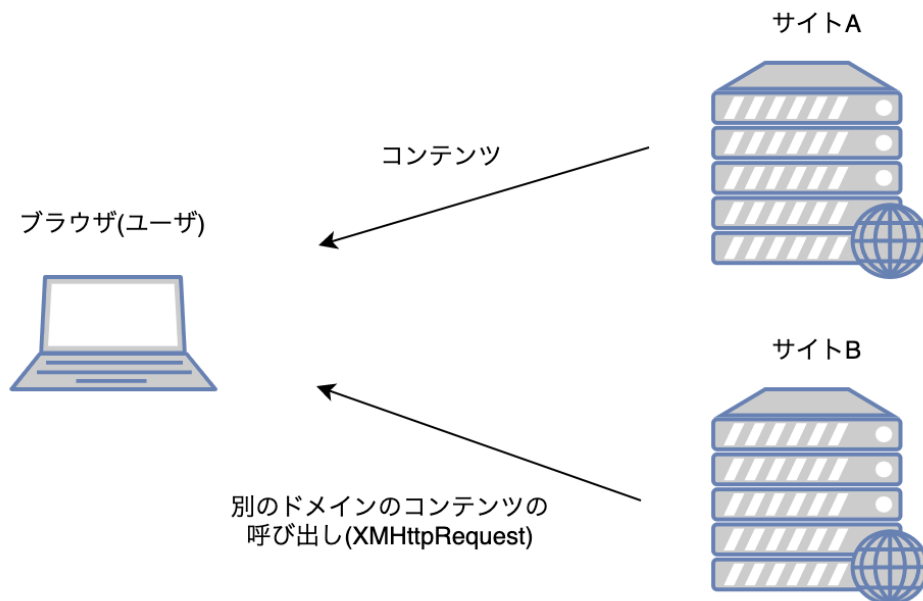 サイトA
コンテンツ
ブラウザ(ユーザ)
サイトB
別のドメインのコンテンツの
呼び出し(XMHttpRequest)